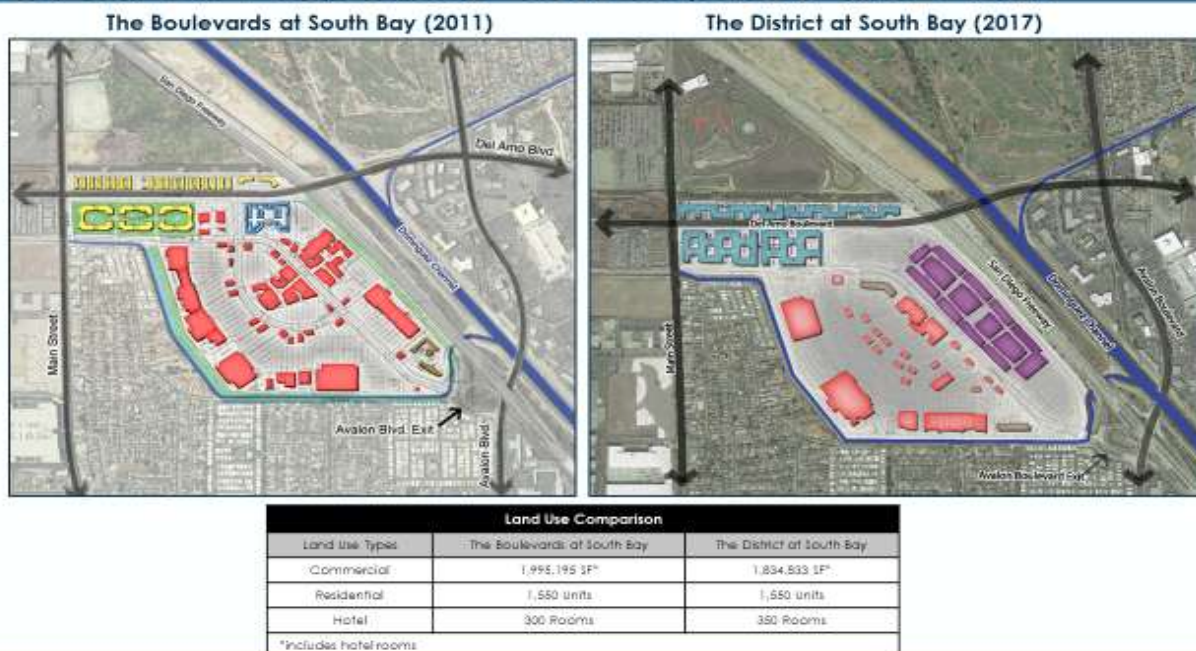 The Boulevards at South Bay (2011)
The District at South Bay (2017)
San Diego Freeway
Del Amo Blvd.
Dominguez Channel
Main Street
Avalon Blvd. Exit
Avalon Blvd.
Del Amo Boulevard
San Diego Freeway
Dominguez Channel
Avalon Boulevard
Main Street
Avalon Boulevard Exit
Land Use Comparison
Land Use Types The Boulevards at South Bay The District at South Bay
Commercial 1,995,195 SF* 1,834,833 SF*
Residential 1,550 Units 1,550 Units
Hotel 300 Rooms 350 Rooms
*includes hotel rooms